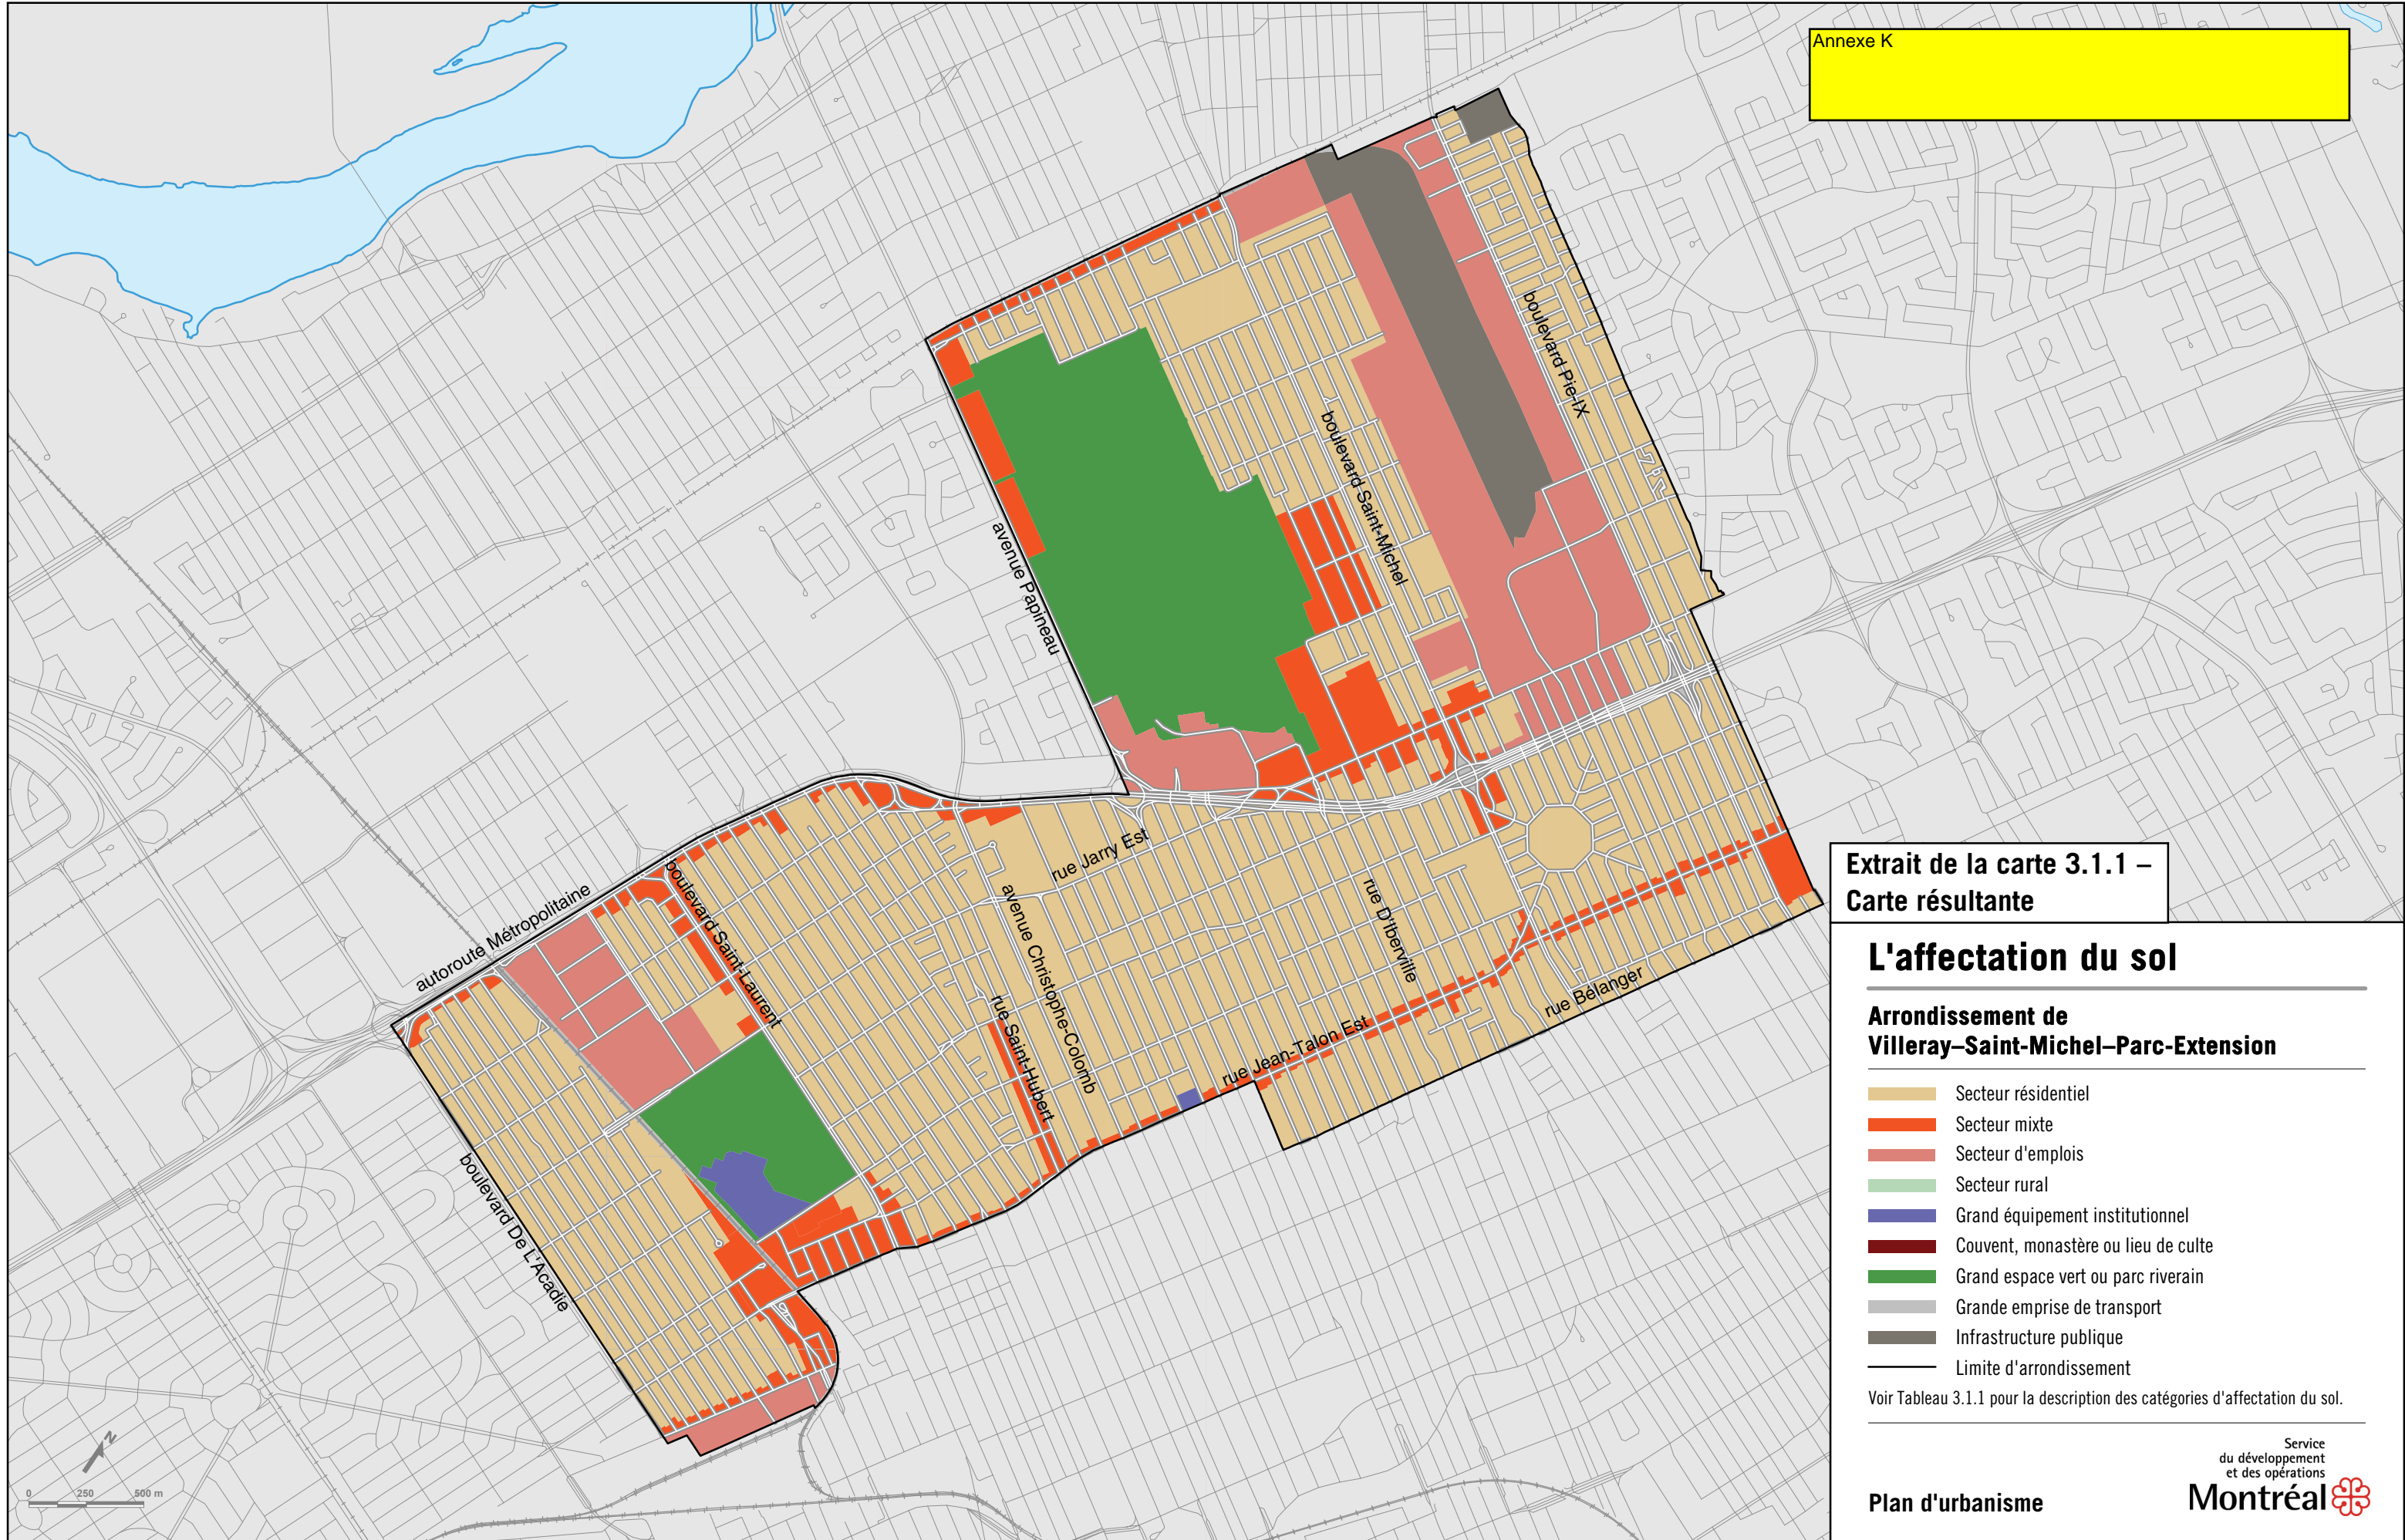 Annexe K
boulevard Pie-IX
boulevard Saint-Michel
avenue Papineau
rue Jarry Est
autoroute Métropolitaine
boulevard Saint-Laurent
avenue Christophe-Colomb
rue D'Iberville
rue Saint-Hubert
rue Jean-Talon Est
rue Bélanger
boulevard De L'Acadie
N
0 250 500 m
Extrait de la carte 3.1.1 –
Carte résultante
L'affectation du sol
Arrondissement de
Villeray–Saint-Michel–Parc-Extension
Secteur résidentiel
Secteur mixte
Secteur d'emplois
Secteur rural
Grand équipement institutionnel
Couvent, monastère ou lieu de culte
Grand espace vert ou parc riverain
Grande emprise de transport
Infrastructure publique
Limite d'arrondissement
Voir Tableau 3.1.1 pour la description des catégories d'affectation du sol.
Service
du développement
et des opérations
Plan d'urbanisme
Montréal